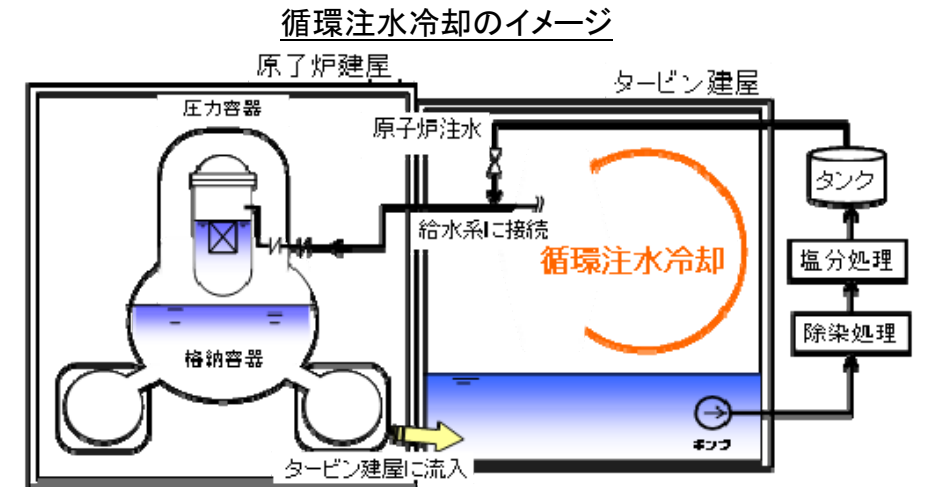 循環注水冷却のイメージ
原子炉建屋
タービン建屋
圧力容器
原子炉注水
タンク
給水系に接続
循環注水冷却
塩分処理
除染処理
格納容器
ポンプ
タービン建屋に流入